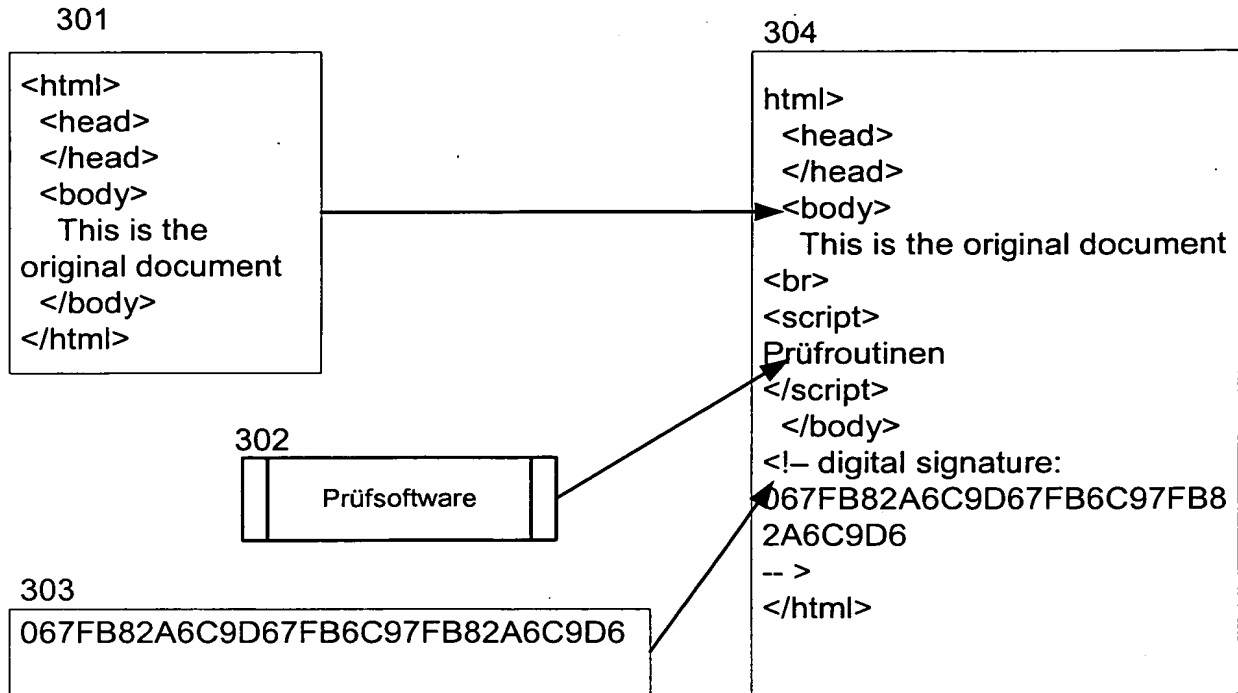 301
<html>
<head>
</head>
<body>
This is the
original document
</body>
</html>
302
Prüfsoftware
303
067FB82A6C9D67FB6C97FB82A6C9D6
304
html>
<head>
</head>
<body>
This is the original document
<br>
<script>
Prüfroutinen
</script>
</body>
<!– digital signature:
067FB82A6C9D67FB6C97FB8
2A6C9D6
-- >
</html>